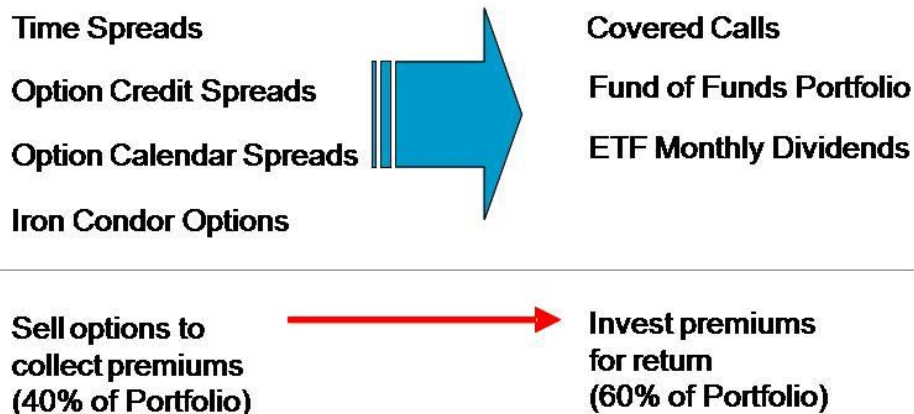 Time Spreads
Option Credit Spreads
Option Calendar Spreads
Iron Condor Options
Covered Calls
Fund of Funds Portfolio
ETF Monthly Dividends
Sell options to
collect premiums
(40% of Portfolio)
Invest premiums
for return
(60% of Portfolio)